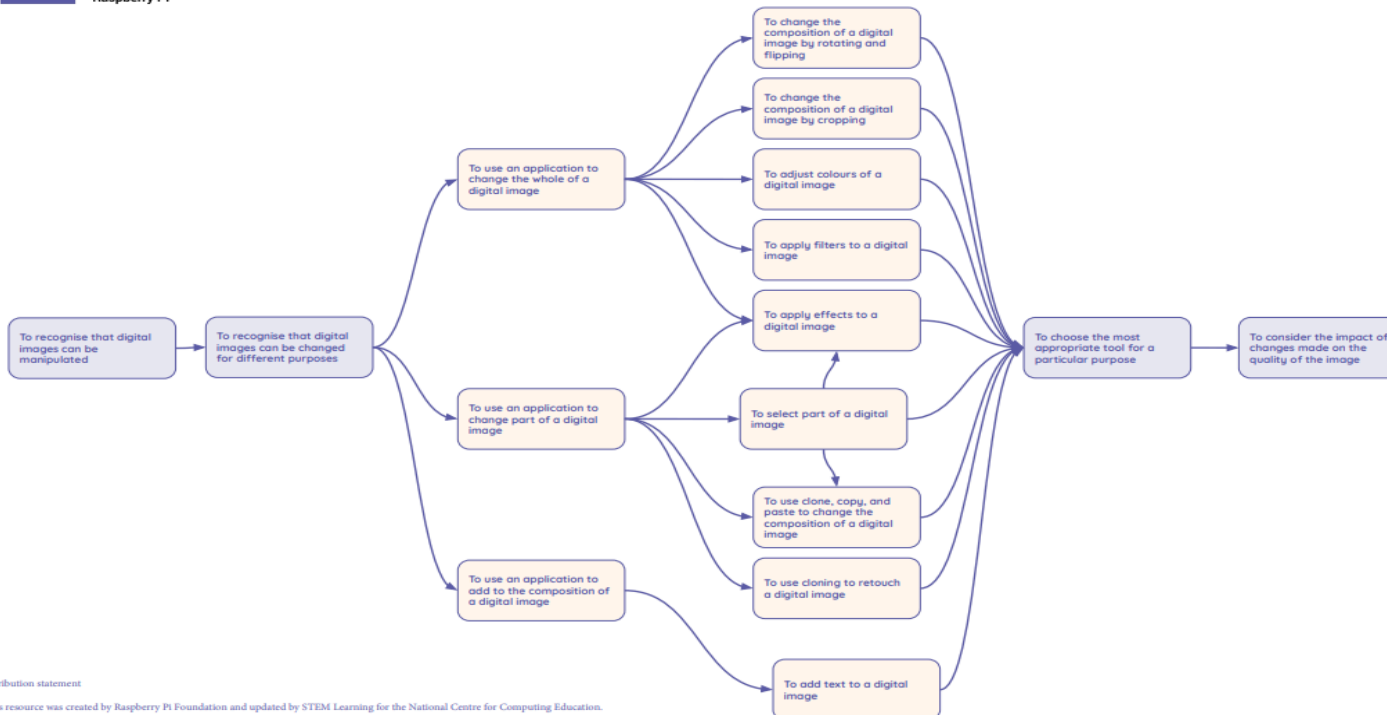 Raspberry Pi
To change the
composition of a digital
image by rotating and
flipping
To change the
composition of a digital
image by cropping
To use an application to
change the whole of a
digital image
To adjust colours of a
digital image
To apply filters to a digital
image
To apply effects to a
digital image
To recognise that digital
images can be
manipulated
To recognise that digital
images can be changed
for different purposes
To choose the most
appropriate tool for a
particular purpose
To consider the impact of
changes made on the
quality of the image
To use an application to
change part of a digital
image
To select part of a digital
image
To use clone, copy, and
paste to change the
composition of a digital
image
To use an application to
add to the composition of
a digital image
To use cloning to retouch
a digital image
To add text to a digital
image
ribution statement
s resource was created by Raspberry Pi Foundation and updated by STEM Learning for the National Centre for Computing Education.